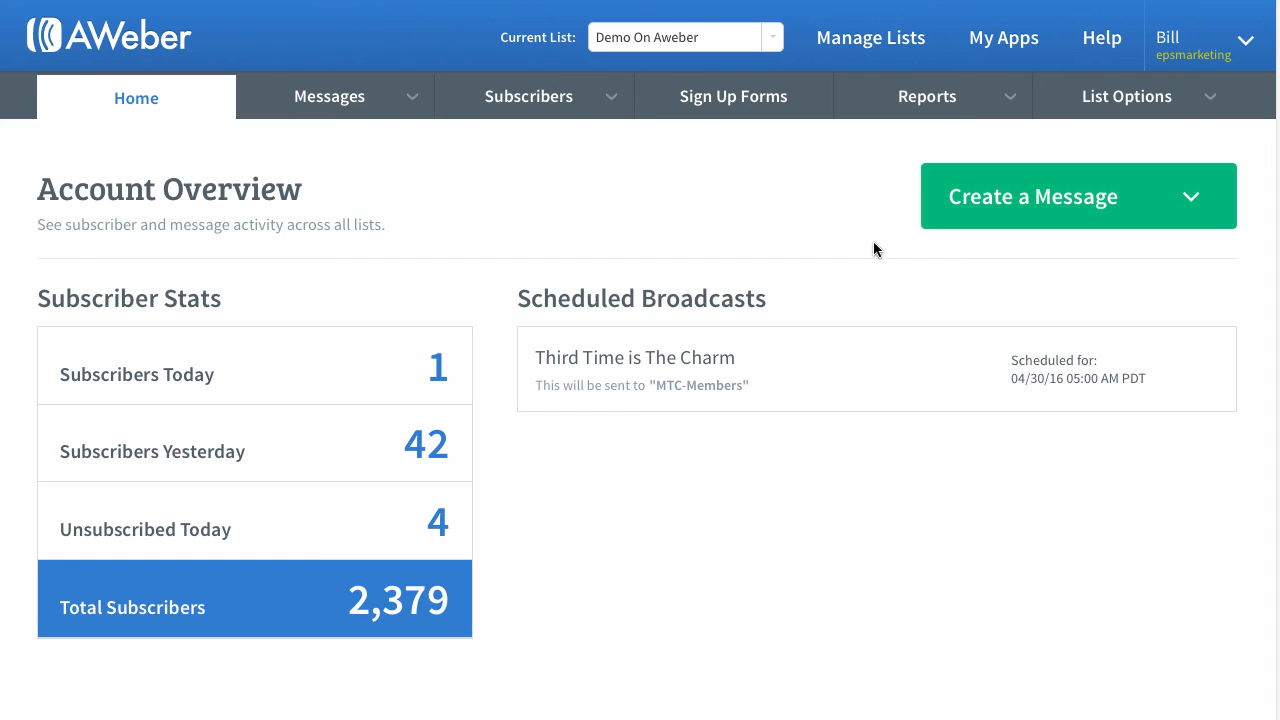 AWeber
Current List: Demo On Aweber
Manage Lists
My Apps
Help
Bill
epsmarketing
Home
Messages
Subscribers
Sign Up Forms
Reports
List Options
Account Overview
See subscriber and message activity across all lists.
Create a Message
Subscriber Stats
Subscribers Today 1
Subscribers Yesterday 42
Unsubscribed Today 4
Total Subscribers 2,379
Scheduled Broadcasts
Third Time is The Charm
This will be sent to "MTC-Members"
Scheduled for:
04/30/16 05:00 AM PDT